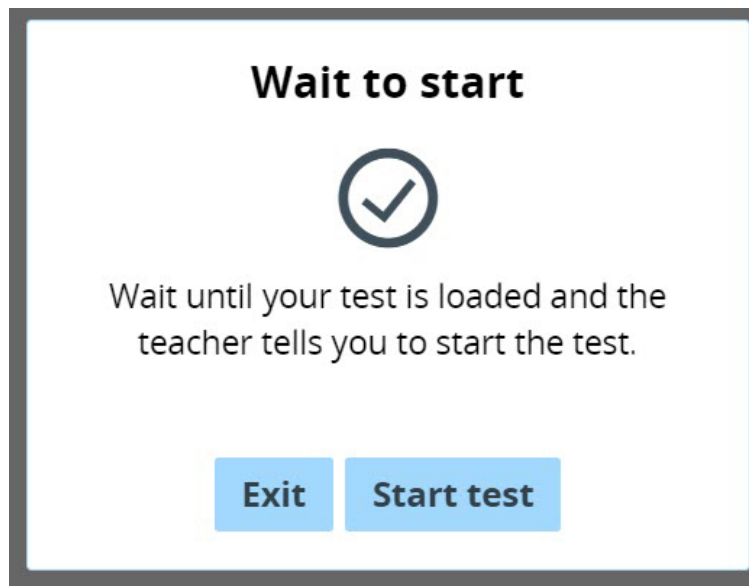 Wait to start
Wait until your test is loaded and the
teacher tells you to start the test.
Exit
Start test